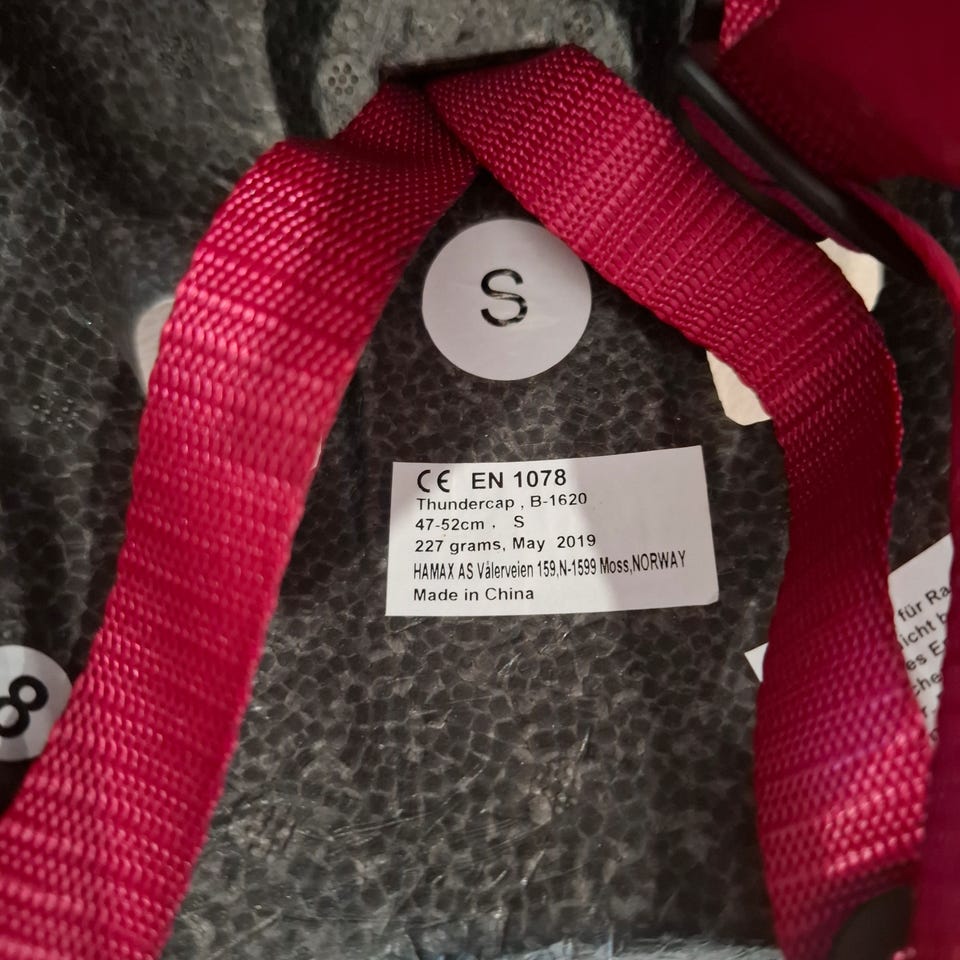 S
CE EN 1078
Thundercap , B-1620
47-52cm . S
227 grams, May 2019
HAMAX AS Vålerveien 159,N-1599 Moss,NORWAY
Made in China
8
für